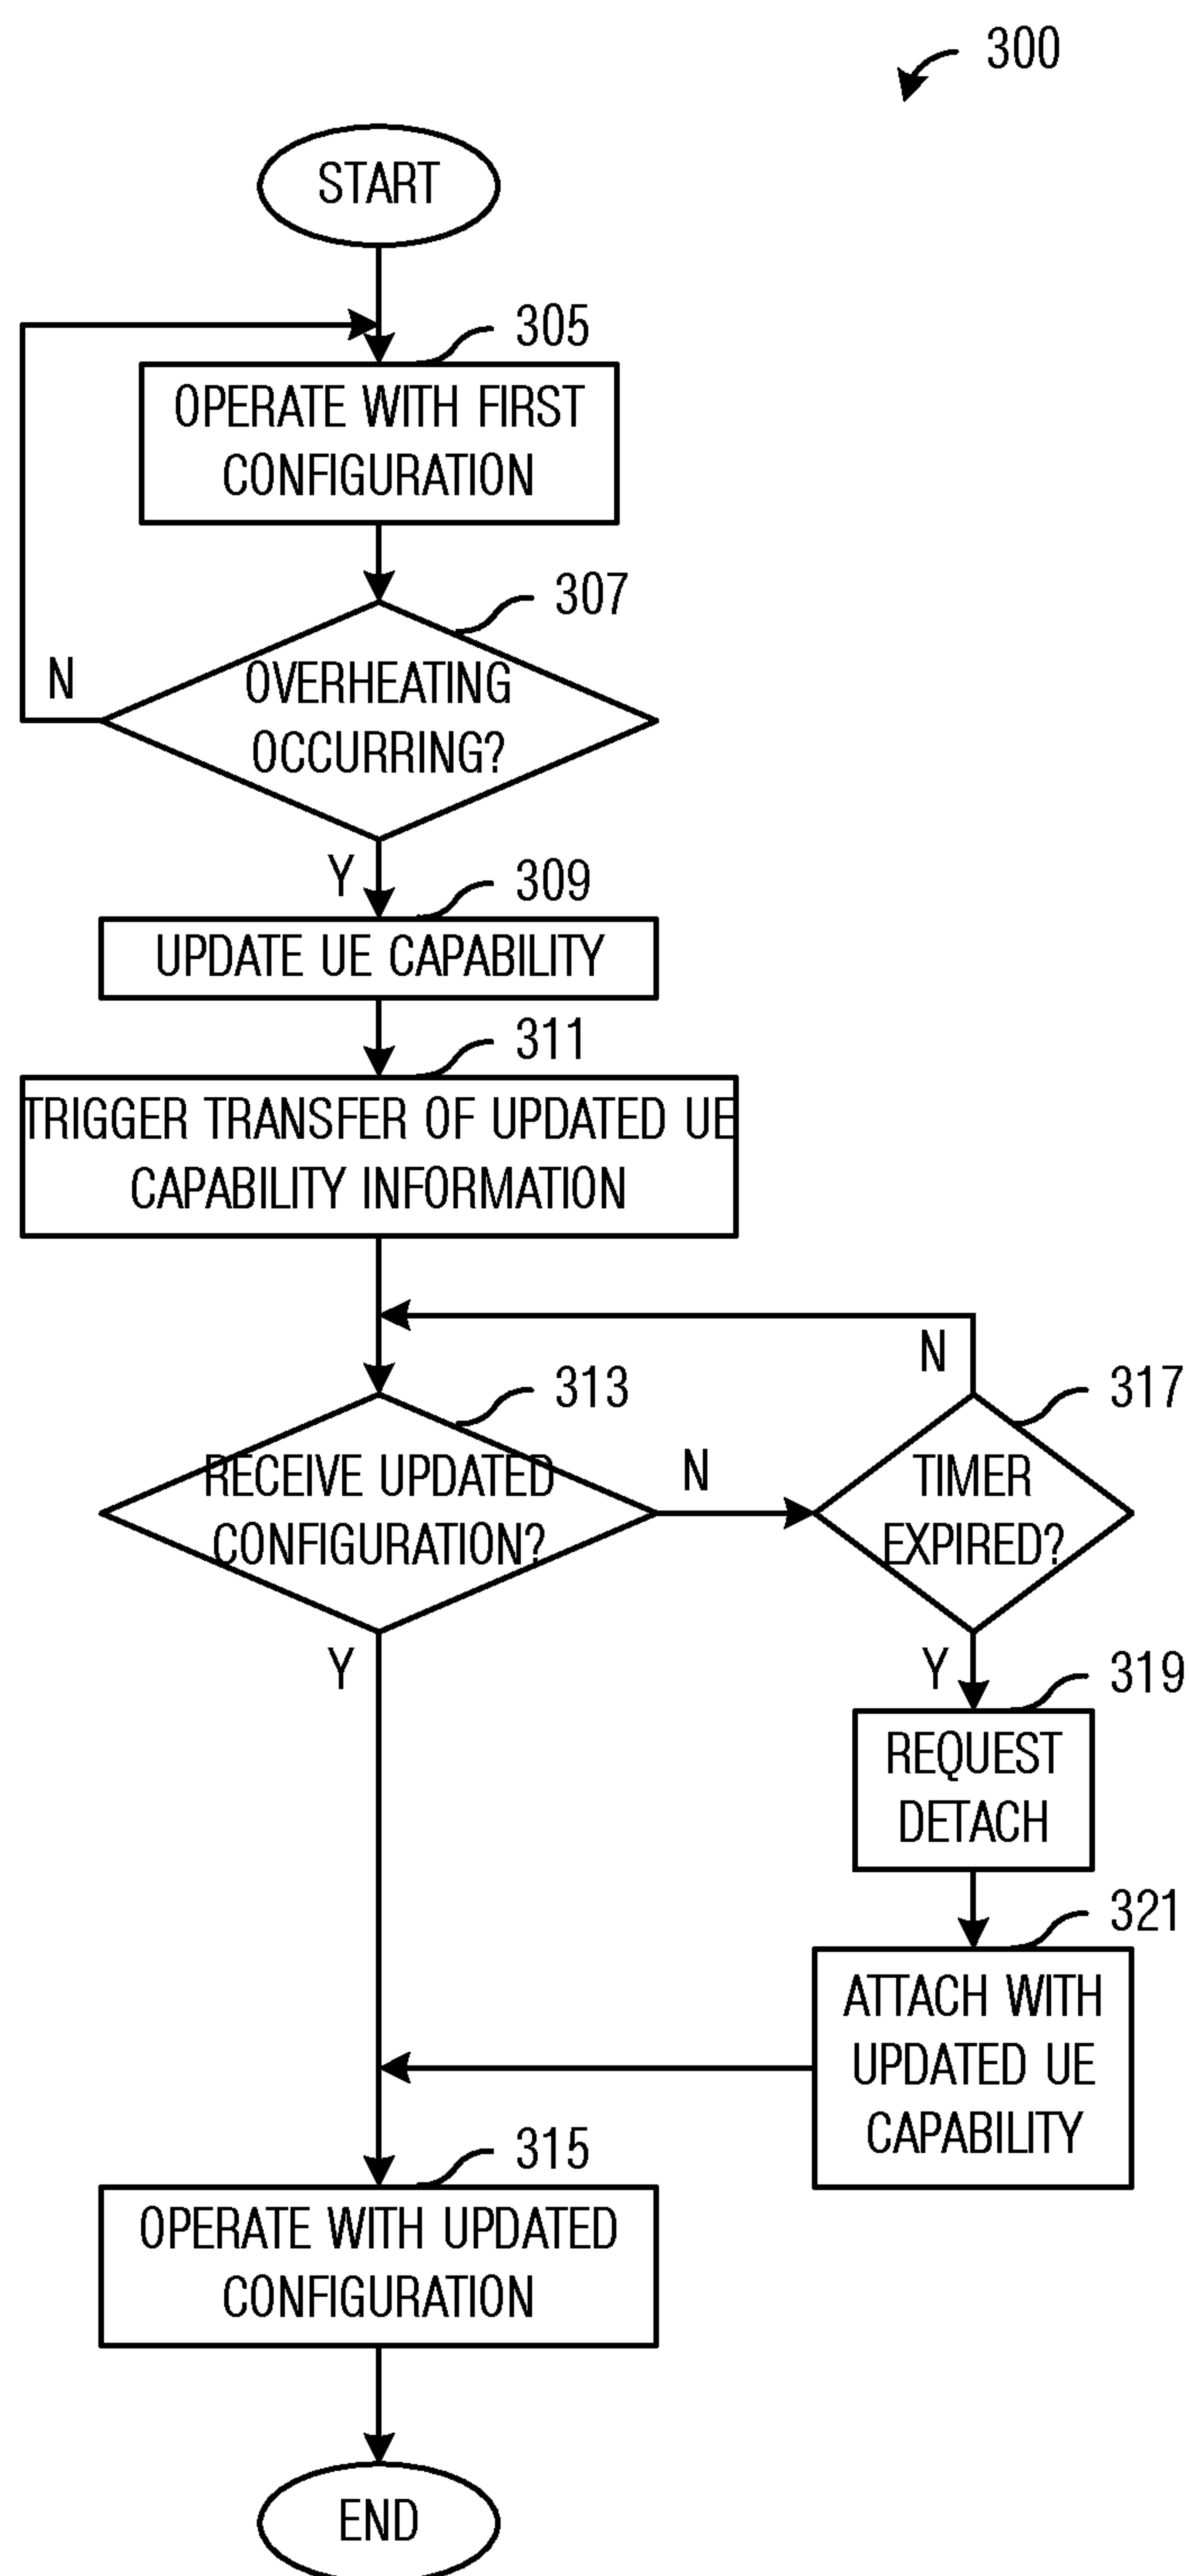 300
START
305
OPERATE WITH FIRST
CONFIGURATION
307
OVERHEATING
OCCURRING?
N
Y
309
UPDATE UE CAPABILITY
311
TRIGGER TRANSFER OF UPDATED UE
CAPABILITY INFORMATION
313
RECEIVE UPDATED
CONFIGURATION?
N
Y
317
TIMER
EXPIRED?
N
Y
319
REQUEST
DETACH
321
ATTACH WITH
UPDATED UE
CAPABILITY
315
OPERATE WITH UPDATED
CONFIGURATION
END